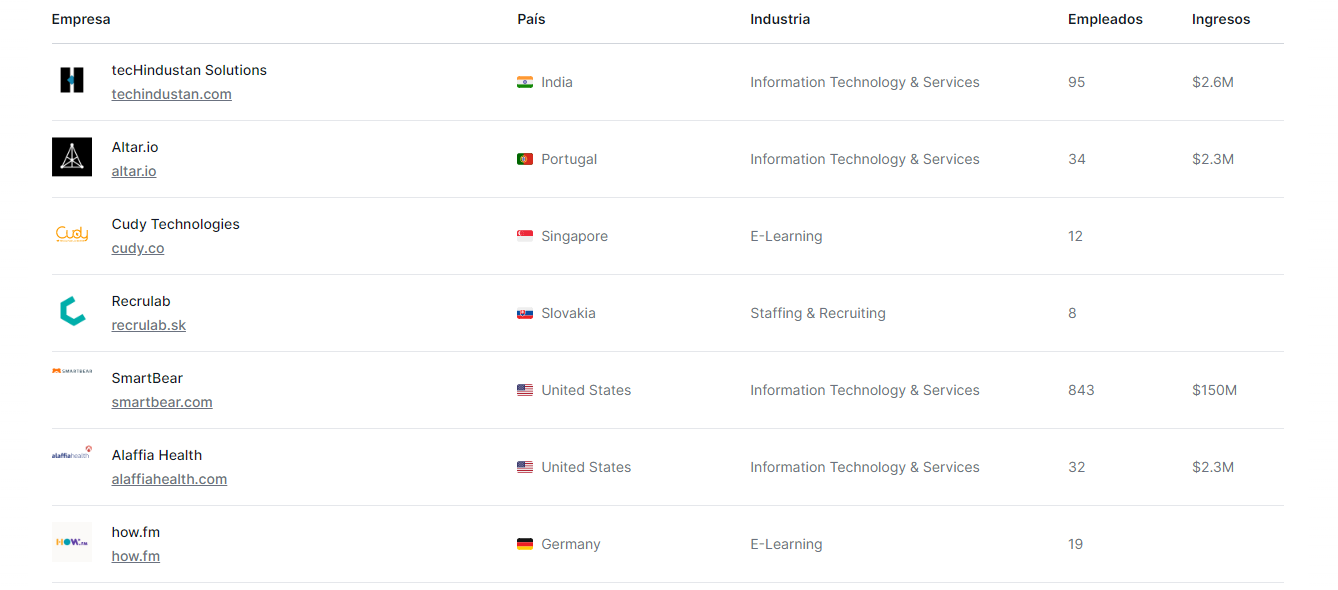 Empresa País Industria Empleados Ingresos
tecHindustan Solutions
techindustan.com
India Information Technology & Services 95 $2.6M
Altar.io
altar.io
Portugal Information Technology & Services 34 $2.3M
Cudy
Cudy Technologies
cudy.co
Singapore E-Learning 12
Recrulab
recrulab.sk
Slovakia Staffing & Recruiting 8
SMARTBEAR
SmartBear
smartbear.com
United States Information Technology & Services 843 $150M
alaffiahealth
Alaffia Health
alaffiahealth.com
United States Information Technology & Services 32 $2.3M
HOW.FM
how.fm
how.fm
Germany E-Learning 19